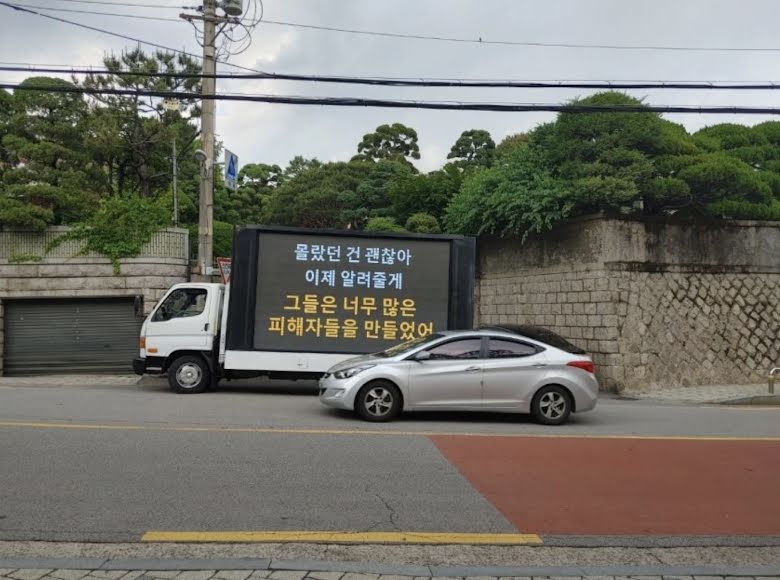 몰랐던 건 괜찮아
이제 알려줄게
그들은 너무 많은
피해자들을 만들었어